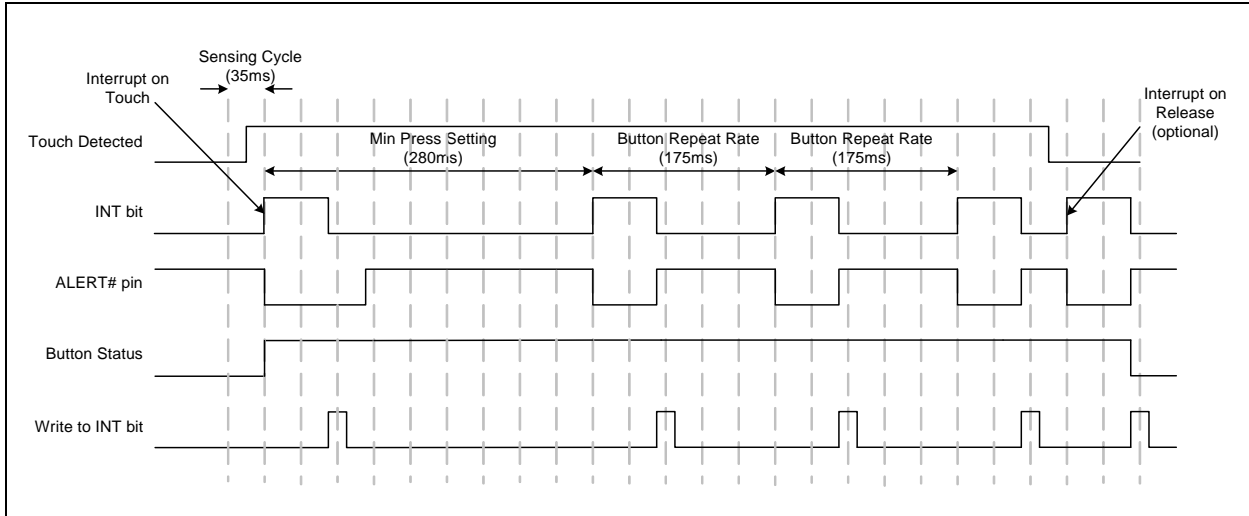 Sensing Cycle
(35ms)
Interrupt on
Touch
Interrupt on
Release
(optional)
Touch Detected
Min Press Setting
(280ms)
Button Repeat Rate
(175ms)
Button Repeat Rate
(175ms)
INT bit
ALERT# pin
Button Status
Write to INT bit